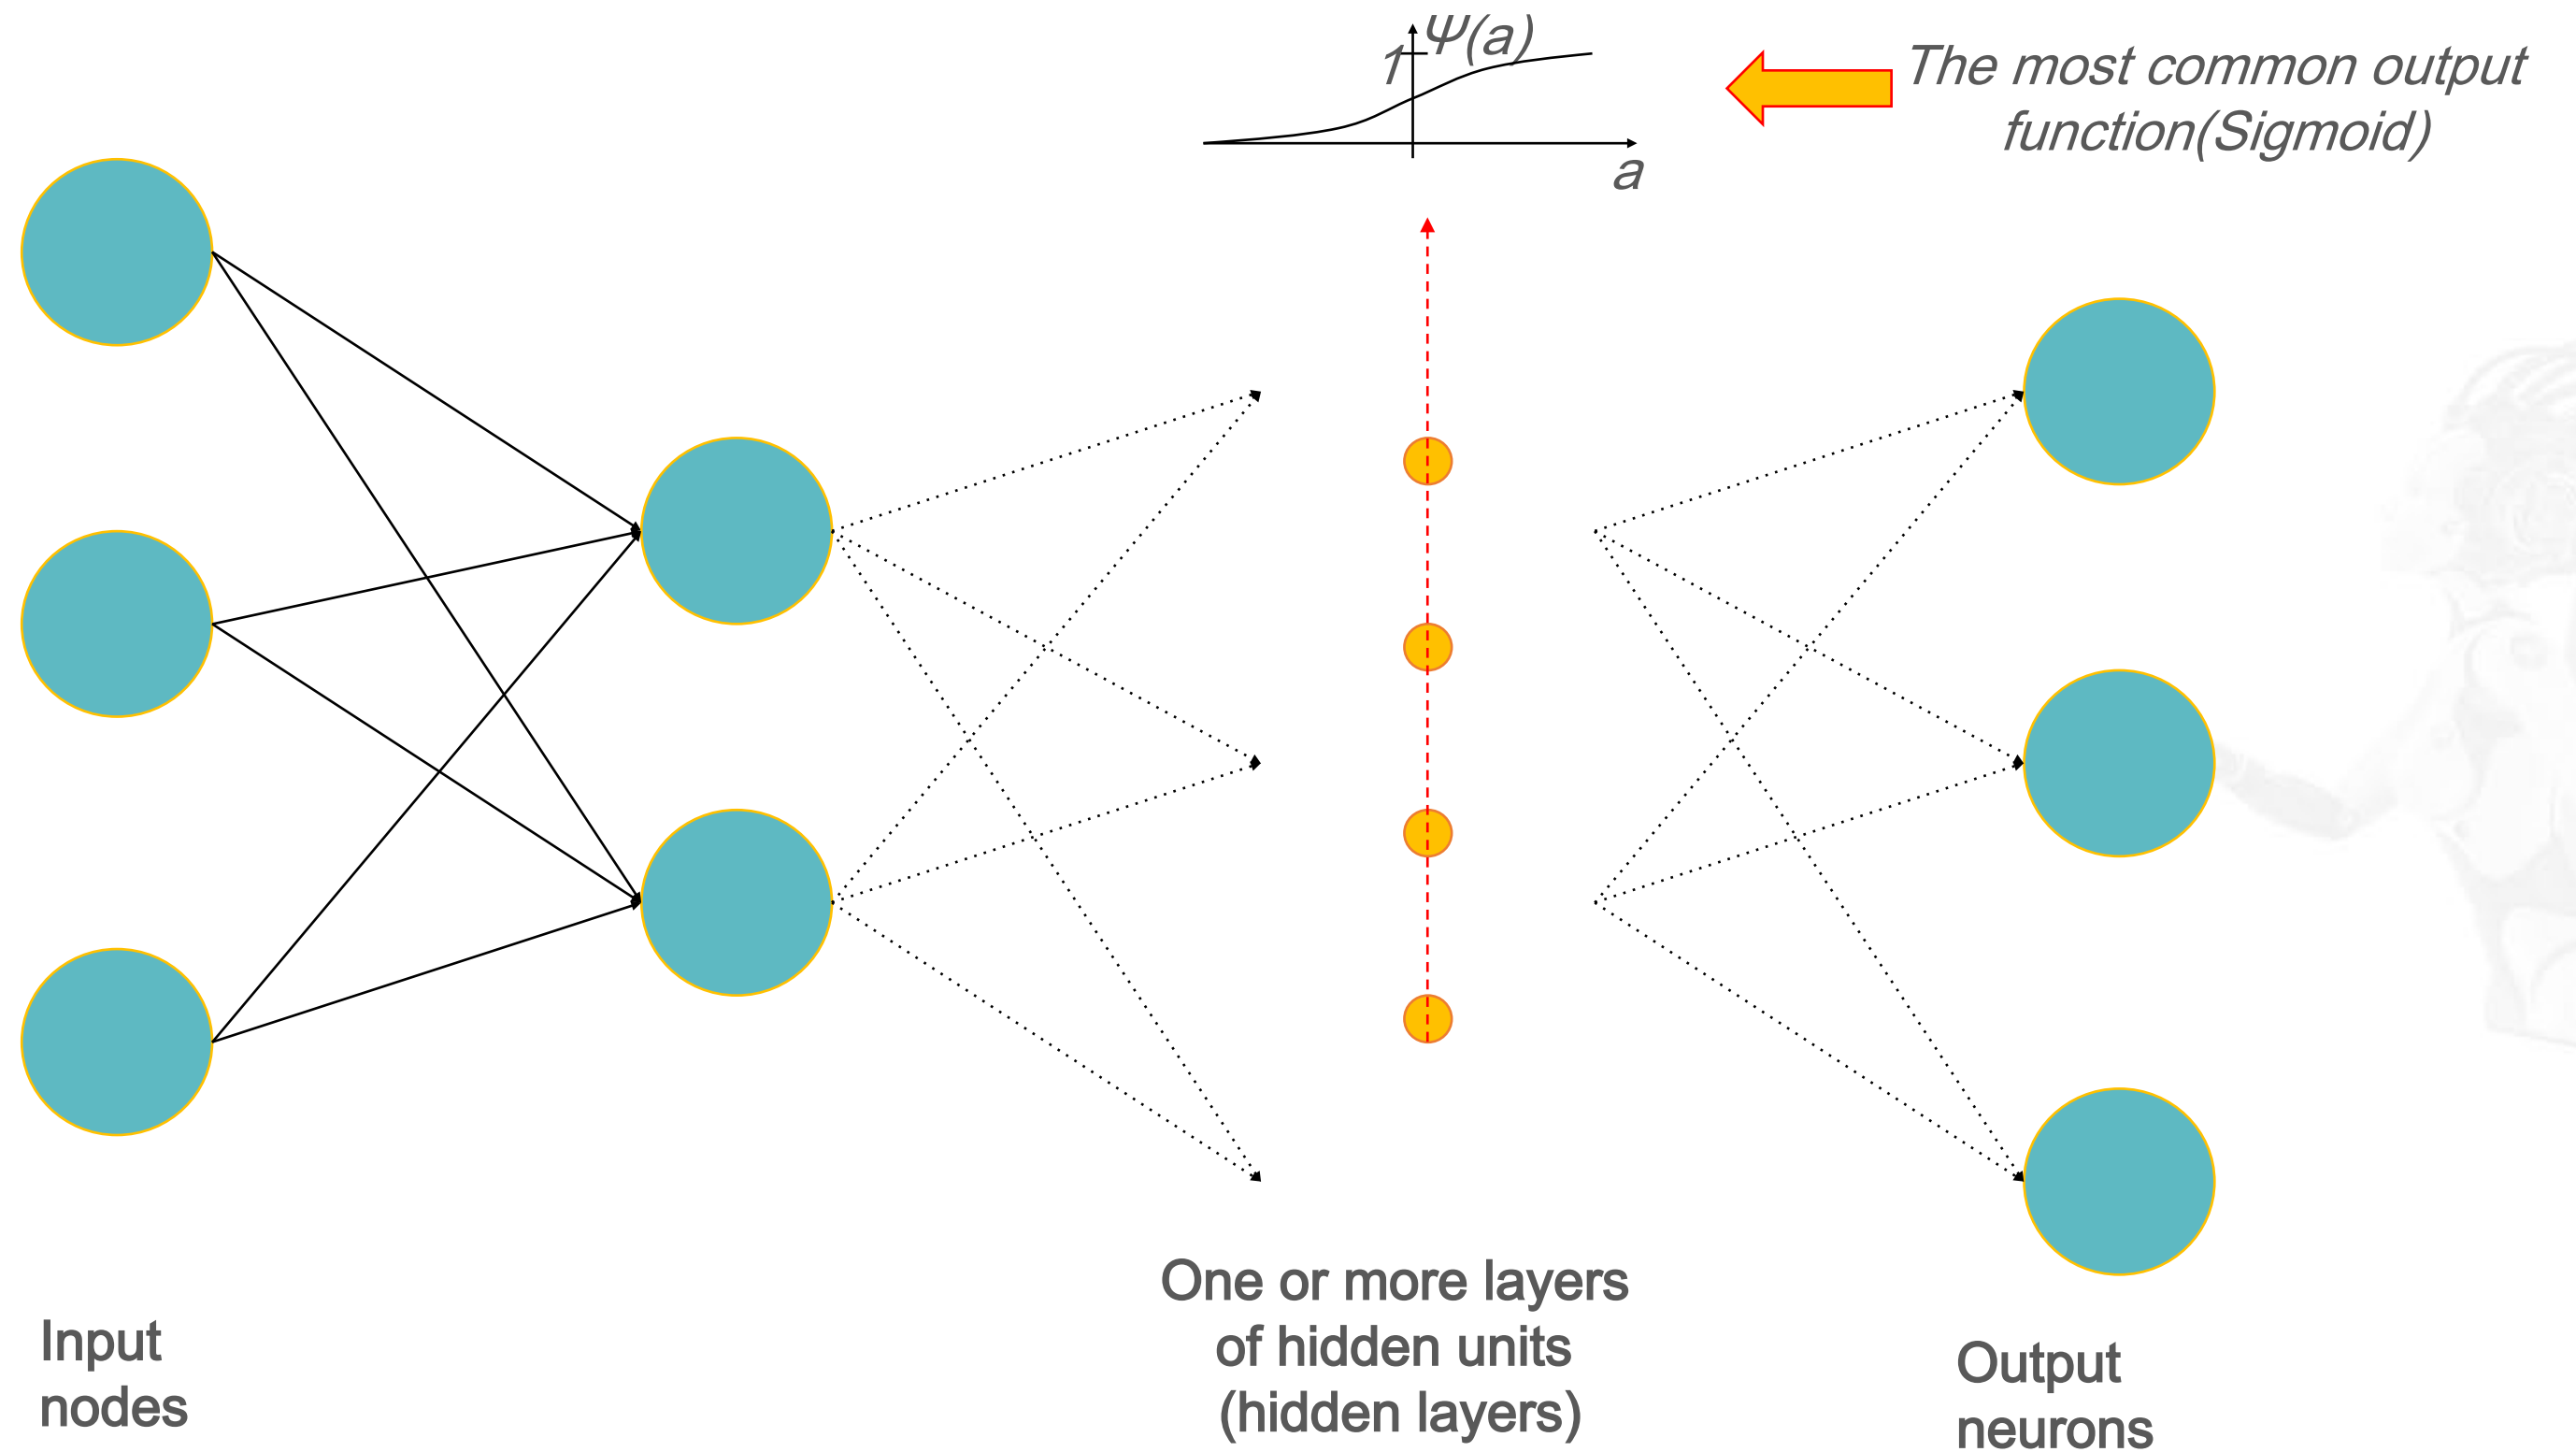 Ψ(a)
1
a
The most common output
function(Sigmoid)
One or more layers
of hidden units
(hidden layers)
Input
nodes
Output
neurons